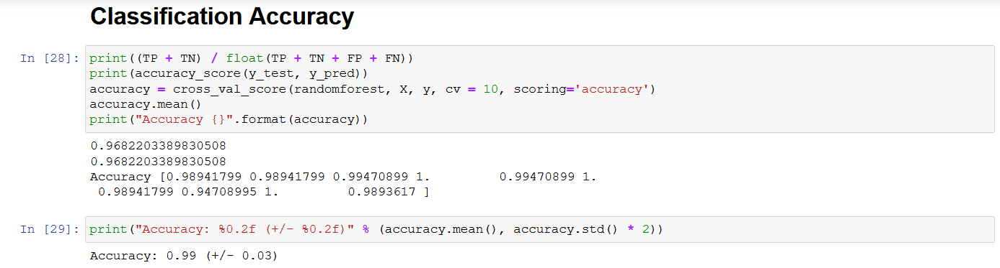 Classification Accuracy
In [28]:
print((TP + TN) / float(TP + TN + FP + FN))
print(accuracy_score(y_test, y_pred))
accuracy = cross_val_score(randomforest, X, y, cv = 10, scoring='accuracy')
accuracy.mean()
print("Accuracy {}".format(accuracy))
0.9682203389830508
0.9682203389830508
Accuracy [0.98941799 0.98941799 0.99470899 1.         0.99470899 1.
 0.98941799 0.94708995 1.         0.9893617 ]
In [29]:
print("Accuracy: %0.2f (+/- %0.2f)" % (accuracy.mean(), accuracy.std() * 2))
Accuracy: 0.99 (+/- 0.03)